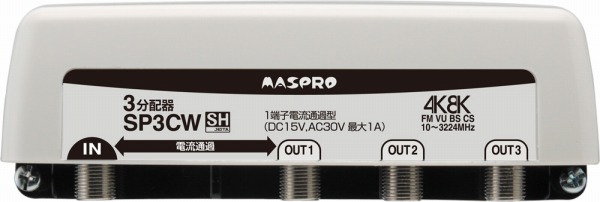 MASPRO
3分配器
SP3CW SH JEITA
1端子電流通過型
(DC15V,AC30V 最大1A)
4K8K
FM VU BS CS
10〜3224MHz
IN
電流通過
OUT1
OUT2
OUT3